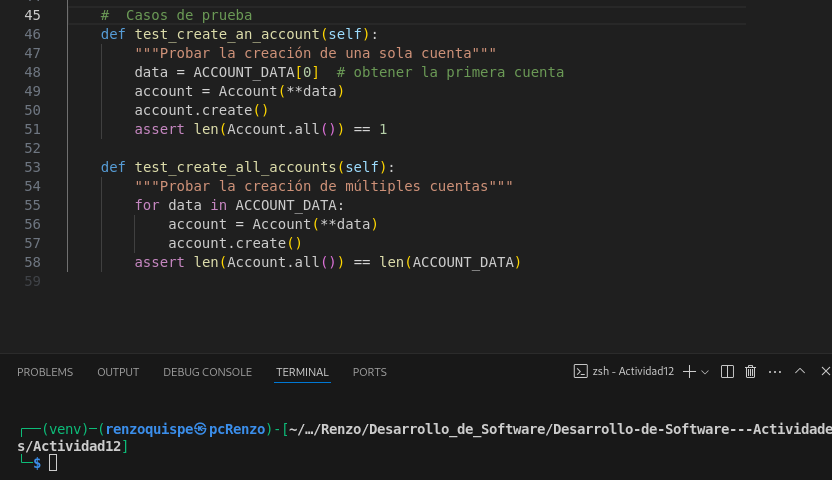 45 # Casos de prueba
46 def test_create_an_account(self):
47 """Probar la creación de una sola cuenta"""
48 data = ACCOUNT_DATA[0] # obtener la primera cuenta
49 account = Account(**data)
50 account.create()
51 assert len(Account.all()) == 1
52
53 def test_create_all_accounts(self):
54 """Probar la creación de múltiples cuentas"""
55 for data in ACCOUNT_DATA:
56 account = Account(**data)
57 account.create()
58 assert len(Account.all()) == len(ACCOUNT_DATA)
59
PROBLEMS OUTPUT DEBUG CONSOLE TERMINAL PORTS zsh - Actividad12
┌──(venv)─(renzoquispe㉿pcRenzo)-[~/…/Renzo/Desarrollo_de_Software/Desarrollo-de-Software---Actividade
s/Actividad12]
└─$